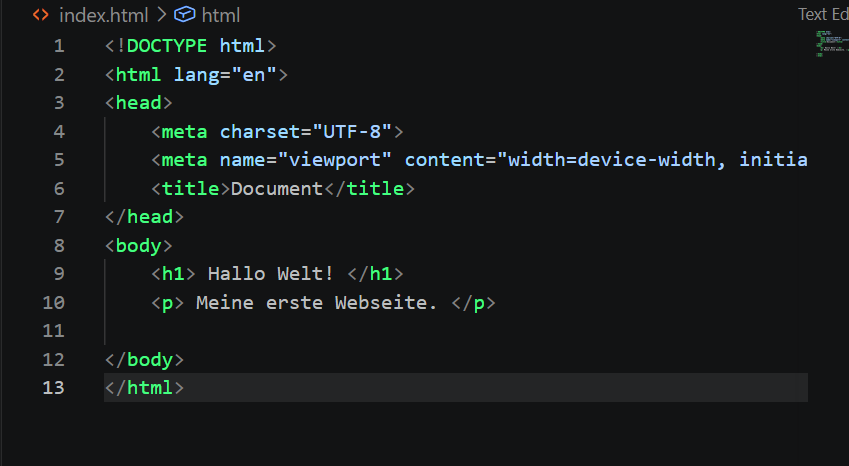 index.html > html
Text Ed
1 <!DOCTYPE html>
2 <html lang="en">
3 <head>
4     <meta charset="UTF-8">
5     <meta name="viewport" content="width=device-width, initia
6     <title>Document</title>
7 </head>
8 <body>
9     <h1> Hallo Welt! </h1>
10     <p> Meine erste Webseite. </p>
11
12 </body>
13 </html>